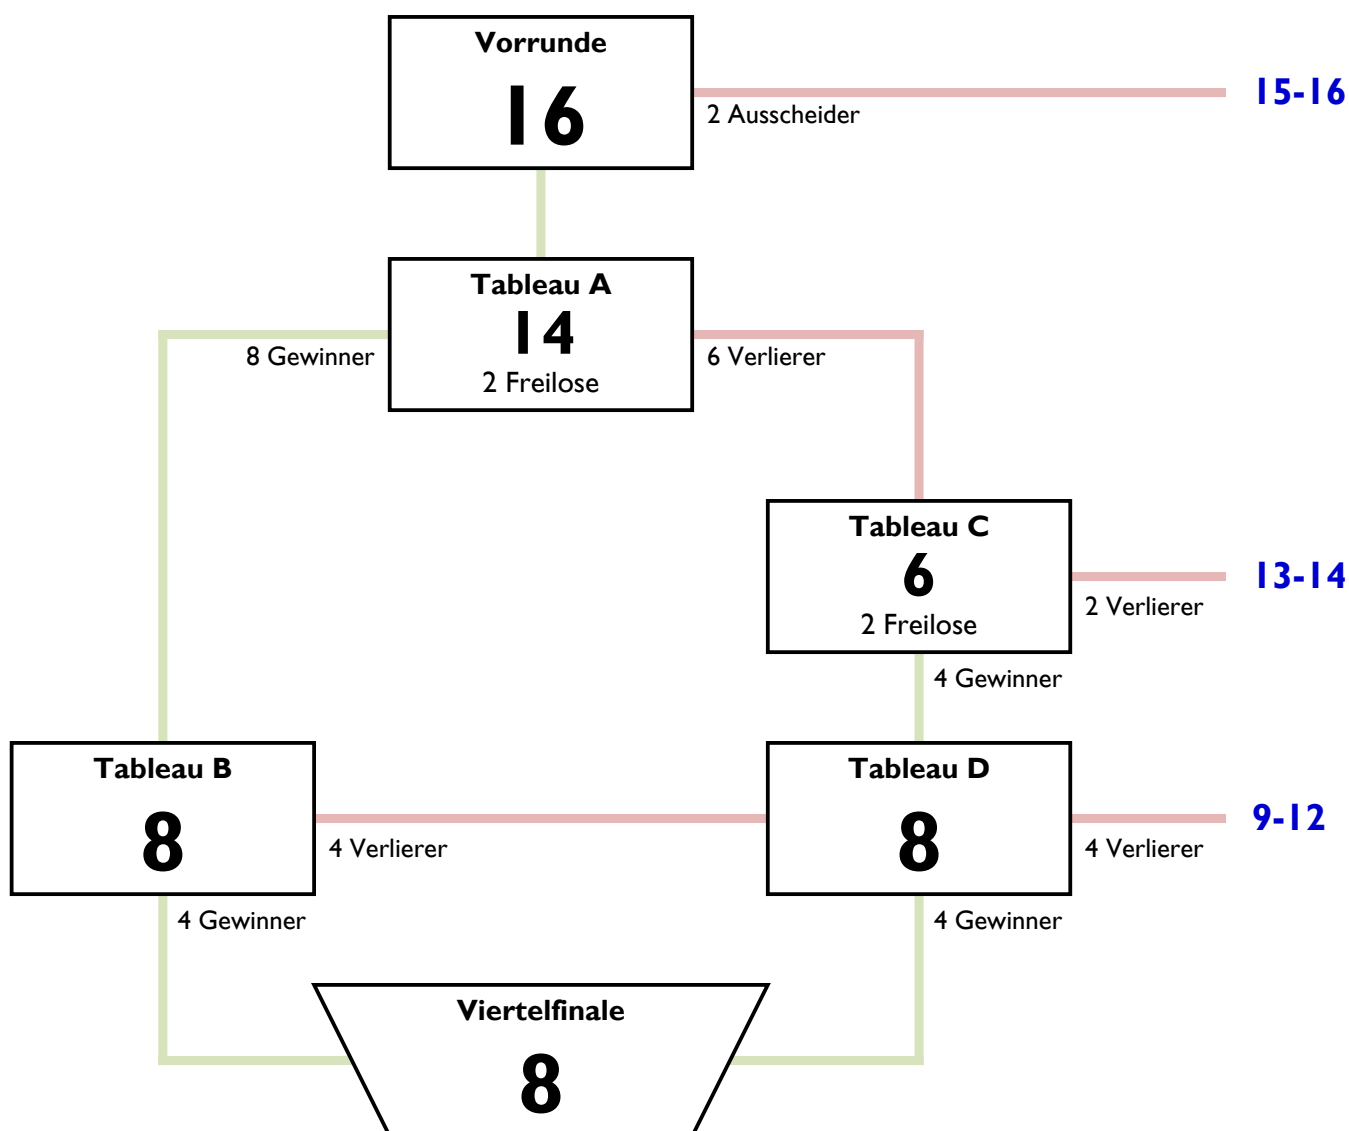 Vorrunde
16
15-16
2 Ausscheider
Tableau A
14
2 Freilose
8 Gewinner
6 Verlierer
Tableau C
6
2 Freilose
13-14
2 Verlierer
4 Gewinner
Tableau B
8
4 Verlierer
Tableau D
8
9-12
4 Verlierer
4 Gewinner
4 Gewinner
Viertelfinale
8